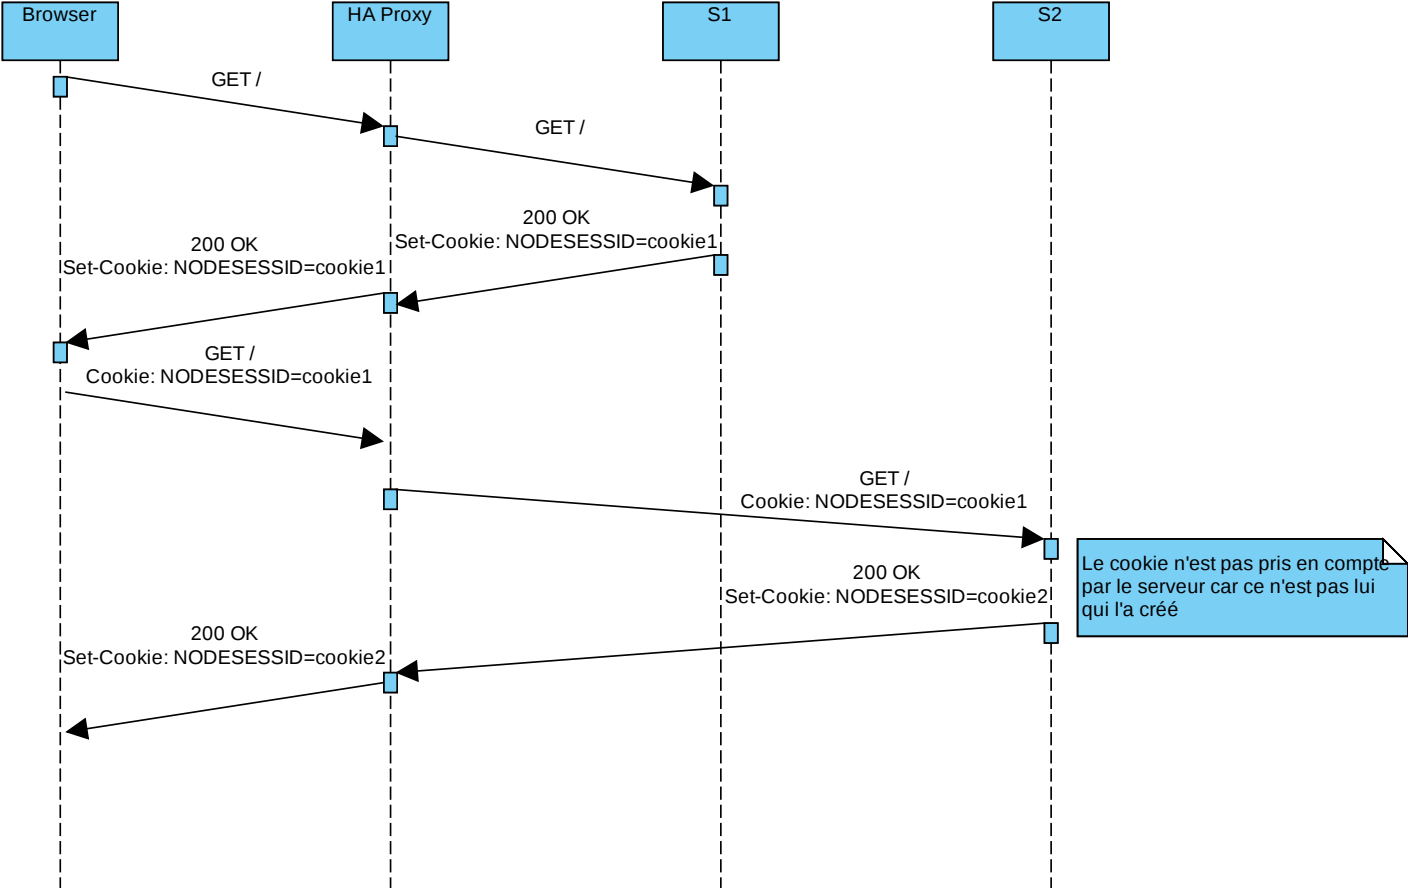 Browser
HA Proxy
S1
S2
GET /
GET /
200 OK
Set-Cookie: NODESESSID=cookie1
200 OK
Set-Cookie: NODESESSID=cookie1
GET /
Cookie: NODESESSID=cookie1
GET /
Cookie: NODESESSID=cookie1
Le cookie n'est pas pris en compte
par le serveur car ce n'est pas lui
qui l'a créé
200 OK
Set-Cookie: NODESESSID=cookie2
200 OK
Set-Cookie: NODESESSID=cookie2